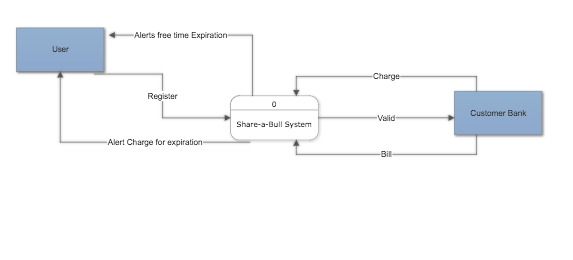 Alerts free time Expiration
User
Charge
Register
0
Share-a-Bull System
Valid
Customer Bank
Alert Charge for expiration
Bill